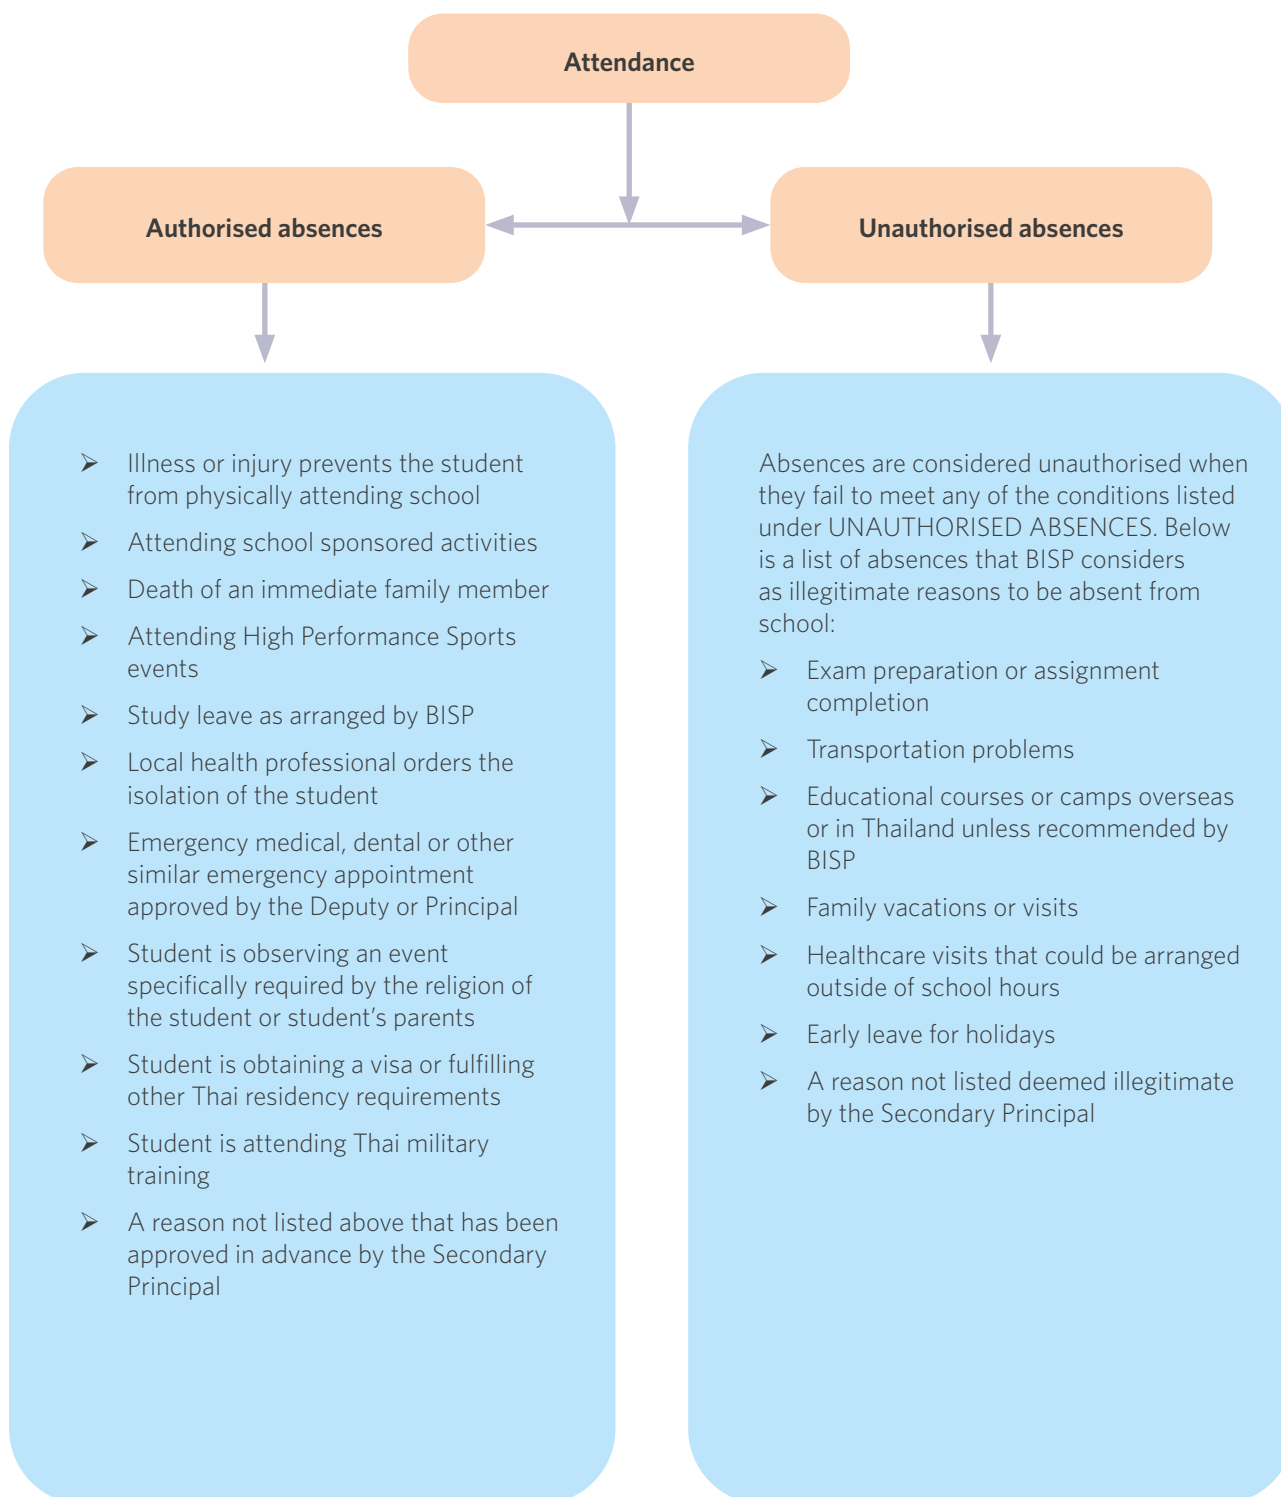 Attendance
Authorised absences
Unauthorised absences
➢ Illness or injury prevents the student
from physically attending school
➢ Attending school sponsored activities
➢ Death of an immediate family member
➢ Attending High Performance Sports
events
➢ Study leave as arranged by BISP
➢ Local health professional orders the
isolation of the student
➢ Emergency medical, dental or other
similar emergency appointment
approved by the Deputy or Principal
➢ Student is observing an event
specifically required by the religion of
the student or student’s parents
➢ Student is obtaining a visa or fulfilling
other Thai residency requirements
➢ Student is attending Thai military
training
➢ A reason not listed above that has been
approved in advance by the Secondary
Principal
Absences are considered unauthorised when
they fail to meet any of the conditions listed
under UNAUTHORISED ABSENCES. Below
is a list of absences that BISP considers
as illegitimate reasons to be absent from
school:
➢ Exam preparation or assignment
completion
➢ Transportation problems
➢ Educational courses or camps overseas
or in Thailand unless recommended by
BISP
➢ Family vacations or visits
➢ Healthcare visits that could be arranged
outside of school hours
➢ Early leave for holidays
➢ A reason not listed deemed illegitimate
by the Secondary Principal